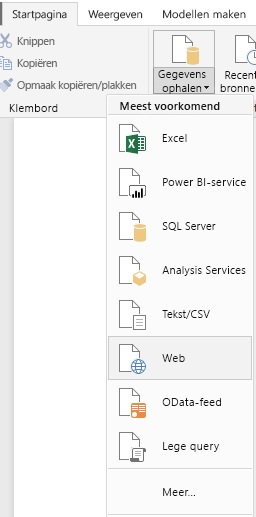 Startpagina Weergeven Modellen maken
Knippen
Kopiëren
Opmaak kopiëren/plakken
Klembord
Gegevens
ophalen
Recent
bronne
Meest voorkomend
Excel
Power BI-service
SQL Server
Analysis Services
Tekst/CSV
Web
OData-feed
Lege query
Meer...